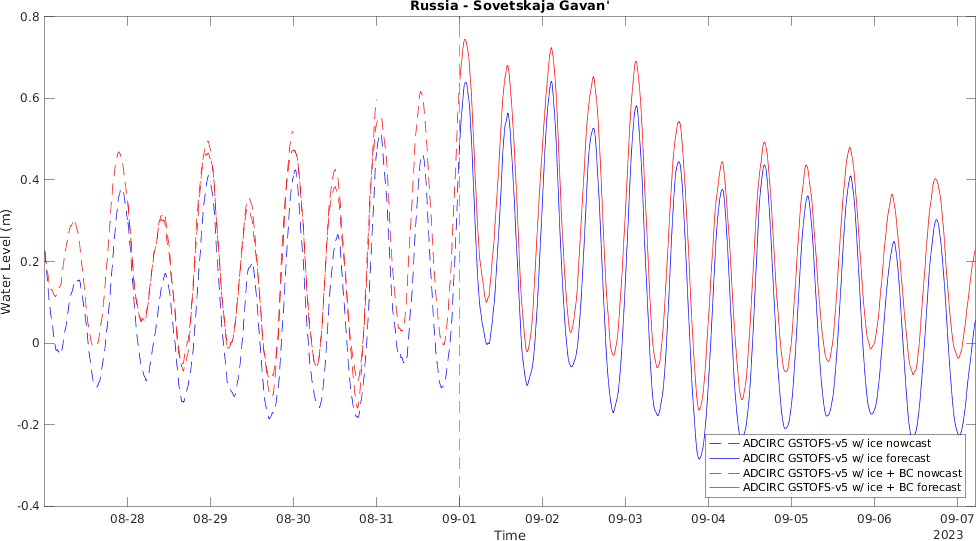 Russia - Sovetskaja Gavan'
0.8
0.6
0.4
0.2
0
-0.2
-0.4
Water Level (m)
ADCIRC GSTOFS-v5 w/ ice nowcast
ADCIRC GSTOFS-v5 w/ ice forecast
ADCIRC GSTOFS-v5 w/ ice + BC nowcast
ADCIRC GSTOFS-v5 w/ ice + BC forecast
08-28 08-29 08-30 08-31 09-01 09-02 09-03 09-04 09-05 09-06 09-07
Time
2023